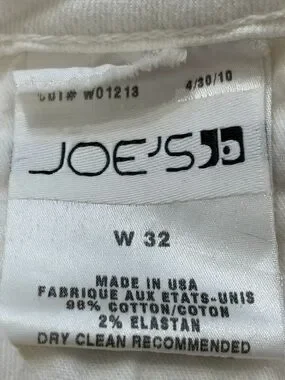 CUT# W01213 4/30/10
JOE'S
W 32
MADE IN USA
FABRIQUE AUX ETATS-UNIS
98% COTTON/COTON
2% ELASTAN
DRY CLEAN RECOMMENDED